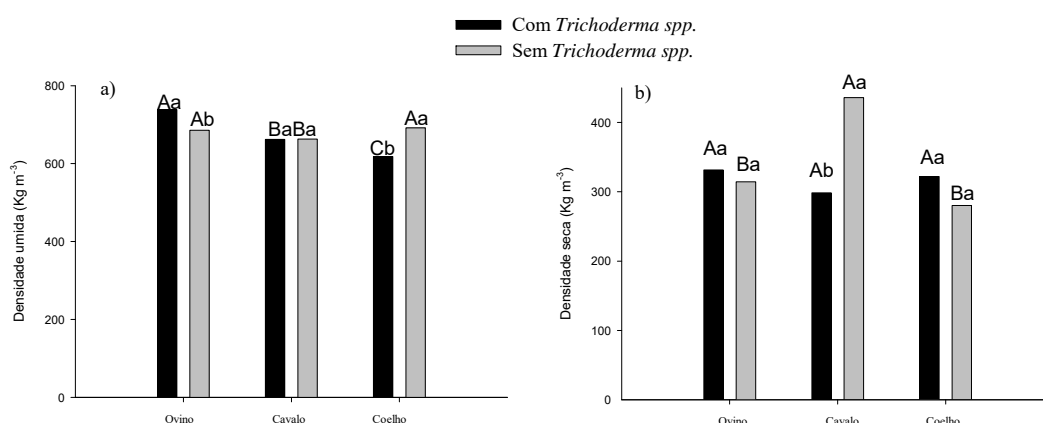 Com Trichoderma spp.
Sem Trichoderma spp.
a)
Densidade umida (Kg m⁻³)
800
600
400
200
0
Aa
Ab
Ba
Ba
Cb
Aa
Ovino
Cavalo
Coelho
b)
Densidade seca (Kg m⁻³)
400
300
200
100
0
Aa
Ba
Ab
Aa
Aa
Ba
Ovino
Cavalo
Coelho